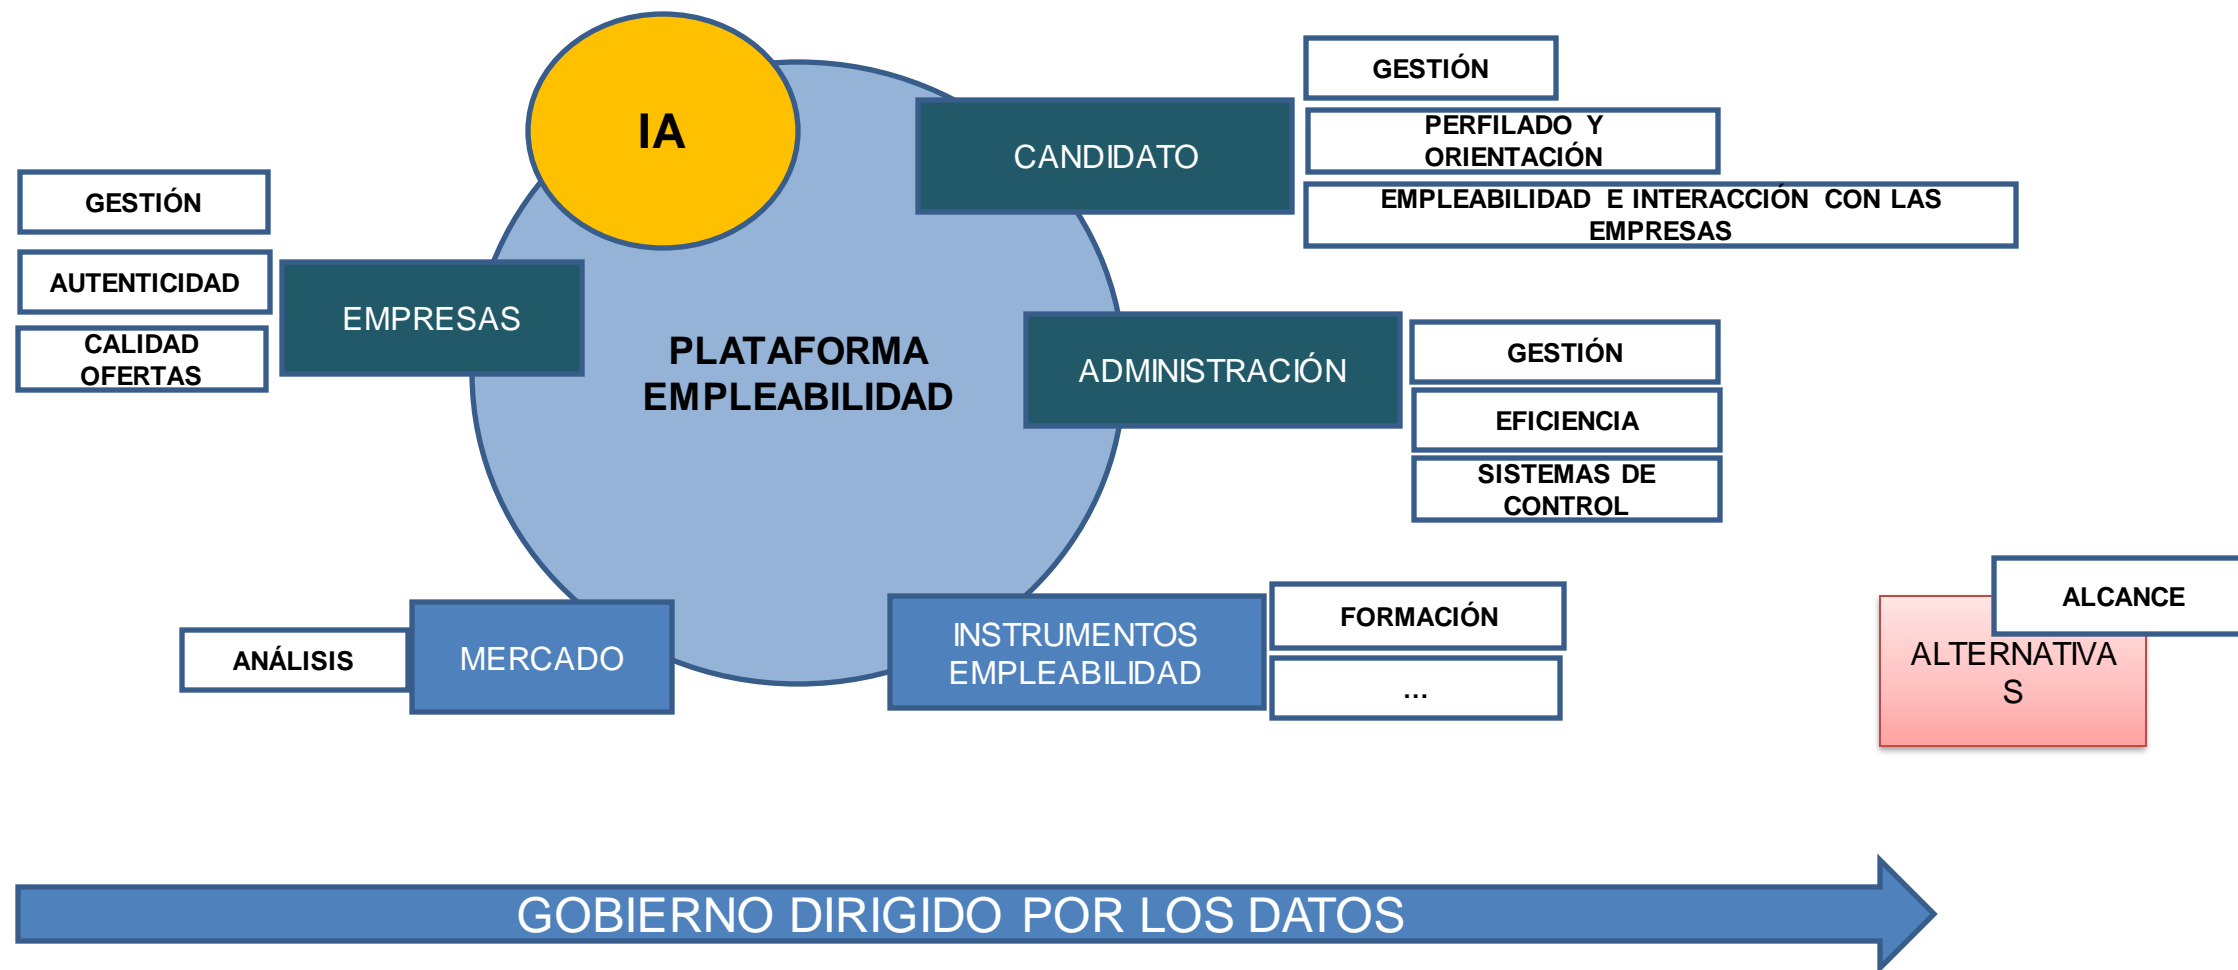 IA
GESTIÓN
AUTENTICIDAD
CALIDAD
OFERTAS
EMPRESAS
PLATAFORMA
EMPLEABILIDAD
CANDIDATO
GESTIÓN
PERFILADO Y
ORIENTACIÓN
EMPLEABILIDAD E INTERACCIÓN CON LAS
EMPRESAS
ADMINISTRACIÓN
GESTIÓN
EFICIENCIA
SISTEMAS DE
CONTROL
ANÁLISIS
MERCADO
INSTRUMENTOS
EMPLEABILIDAD
FORMACIÓN
...
ALCANCE
ALTERNATIVA
S
GOBIERNO DIRIGIDO POR LOS DATOS